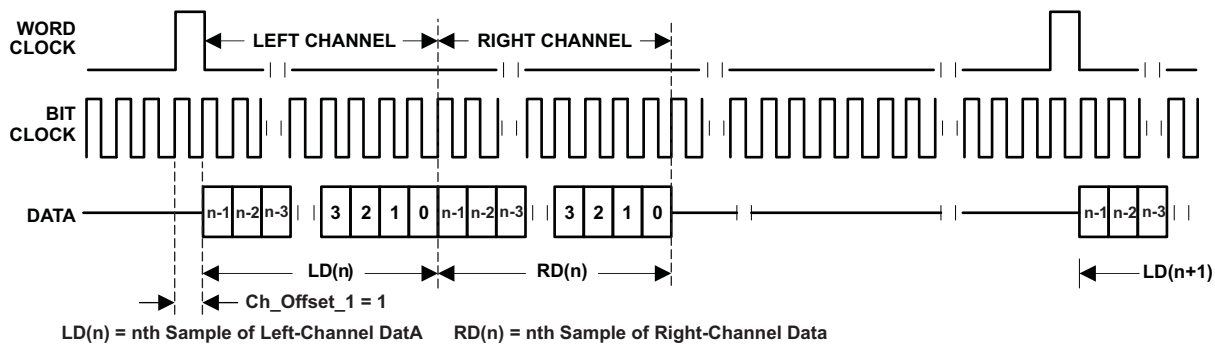 WORD
CLOCK
LEFT CHANNEL
RIGHT CHANNEL
BIT
CLOCK
DATA
n-1 n-2 n-3 3 2 1 0 n-1 n-2 n-3 3 2 1 0 n-1 n-2 n-3
LD(n) RD(n) LD(n+1)
Ch_Offset_1 = 1
LD(n) = nth Sample of Left-Channel DatA RD(n) = nth Sample of Right-Channel Data